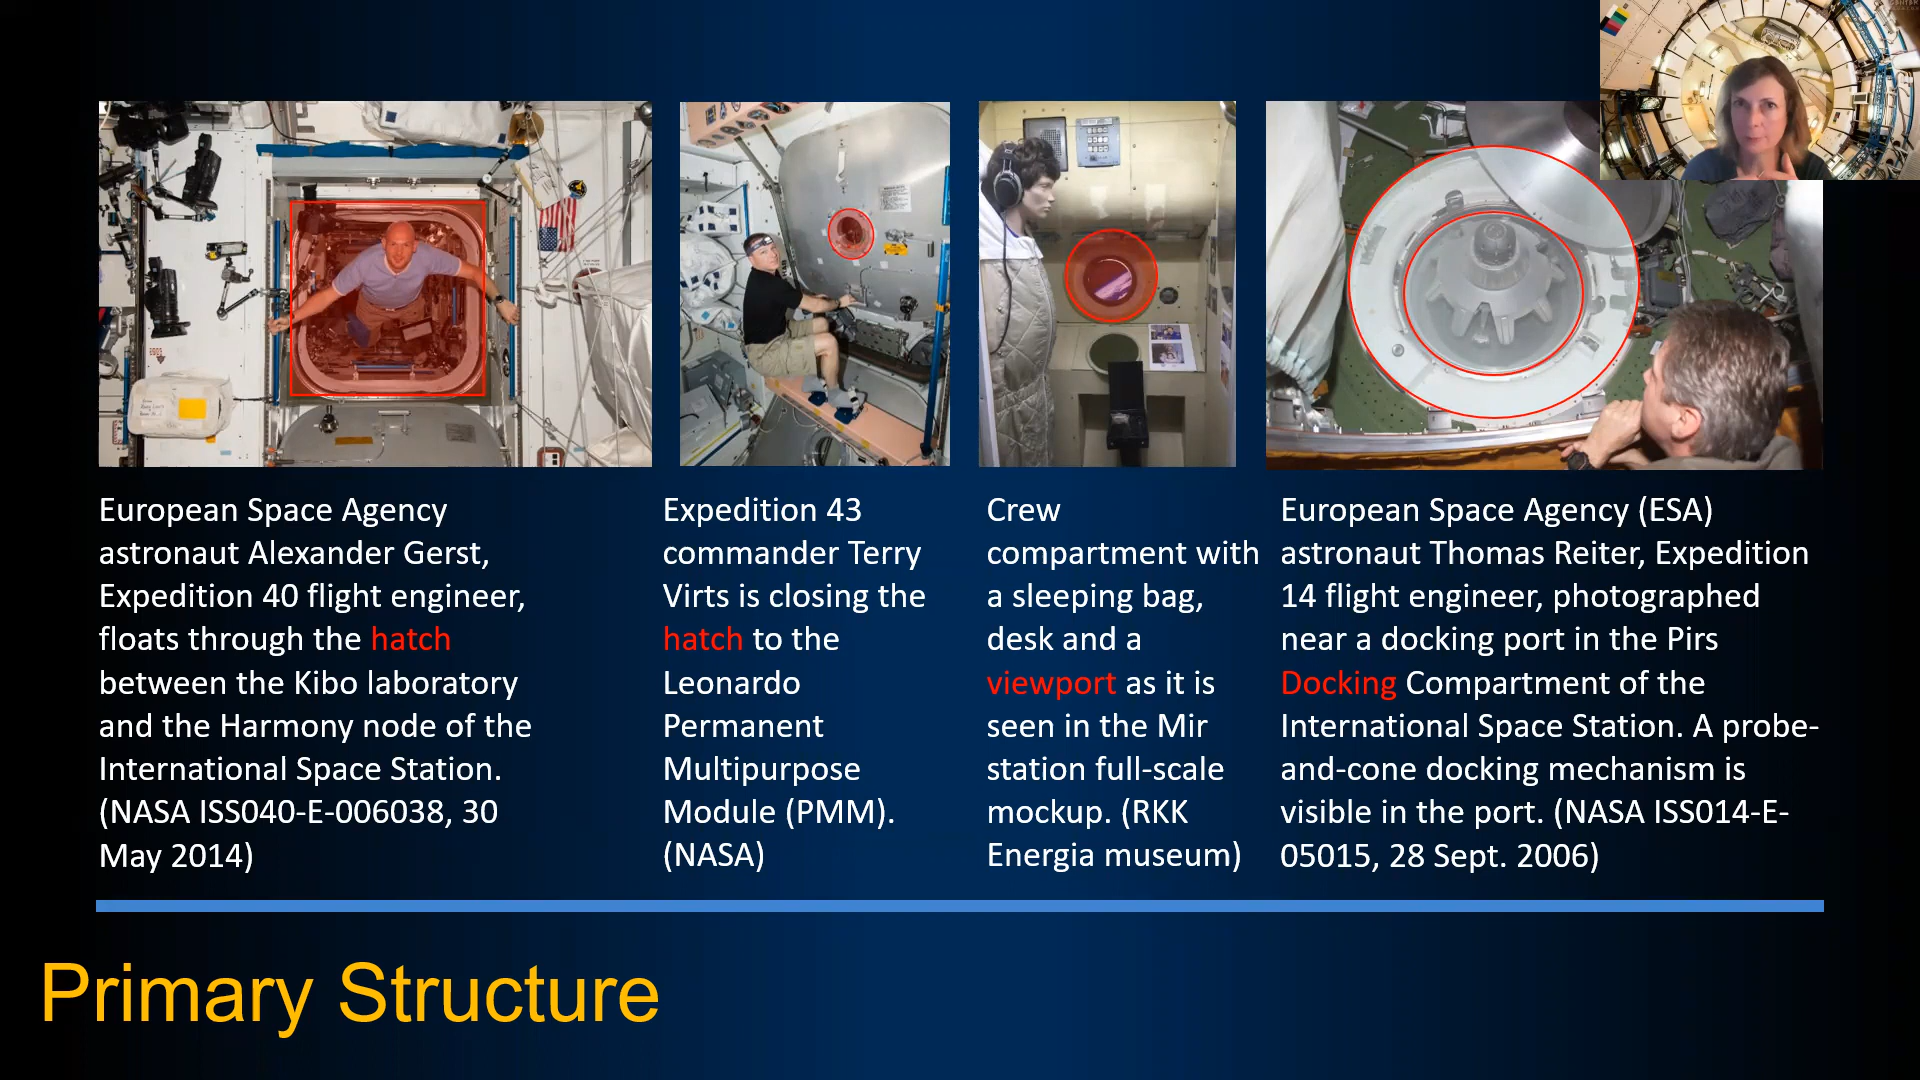 European Space Agency
astronaut Alexander Gerst,
Expedition 40 flight engineer,
floats through the hatch
between the Kibo laboratory
and the Harmony node of the
International Space Station.
(NASA ISS040-E-006038, 30
May 2014)
Expedition 43
commander Terry
Virts is closing the
hatch to the
Leonardo
Permanent
Multipurpose
Module (PMM).
(NASA)
Crew
compartment with
a sleeping bag,
desk and a
viewport as it is
seen in the Mir
station full-scale
mockup. (RKK
Energia museum)
European Space Agency (ESA)
astronaut Thomas Reiter, Expedition
14 flight engineer, photographed
near a docking port in the Pirs
Docking Compartment of the
International Space Station. A probe-
and-cone docking mechanism is
visible in the port. (NASA ISS014-E-
05015, 28 Sept. 2006)
Primary Structure